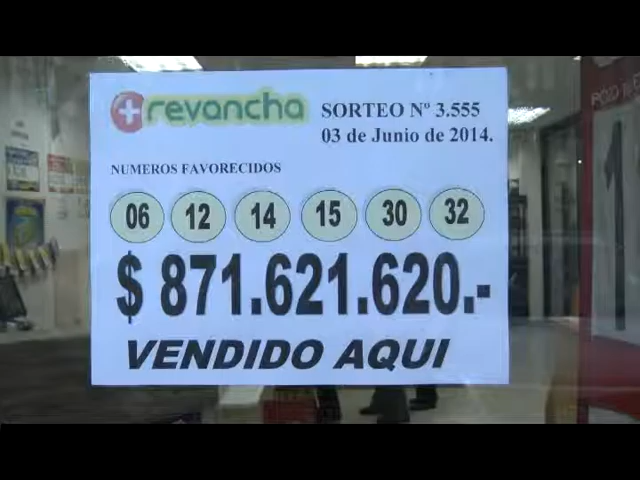 + revancha
SORTEO Nº 3.555
03 de Junio de 2014.
NUMEROS FAVORECIDOS
06 12 14 15 30 32
$ 871.621.620.-
VENDIDO AQUI
POZO